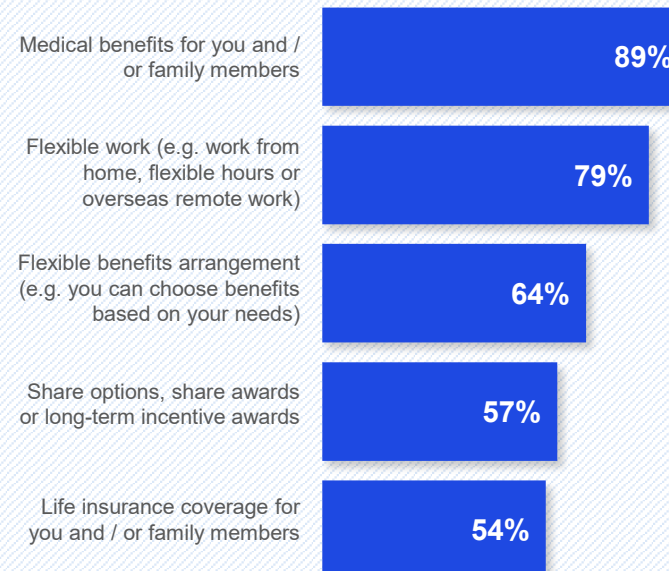 Medical benefits for you and /
or family members
89%
Flexible work (e.g. work from
home, flexible hours or
overseas remote work)
79%
Flexible benefits arrangement
(e.g. you can choose benefits
based on your needs)
64%
Share options, share awards
or long-term incentive awards
57%
Life insurance coverage for
you and / or family members
54%